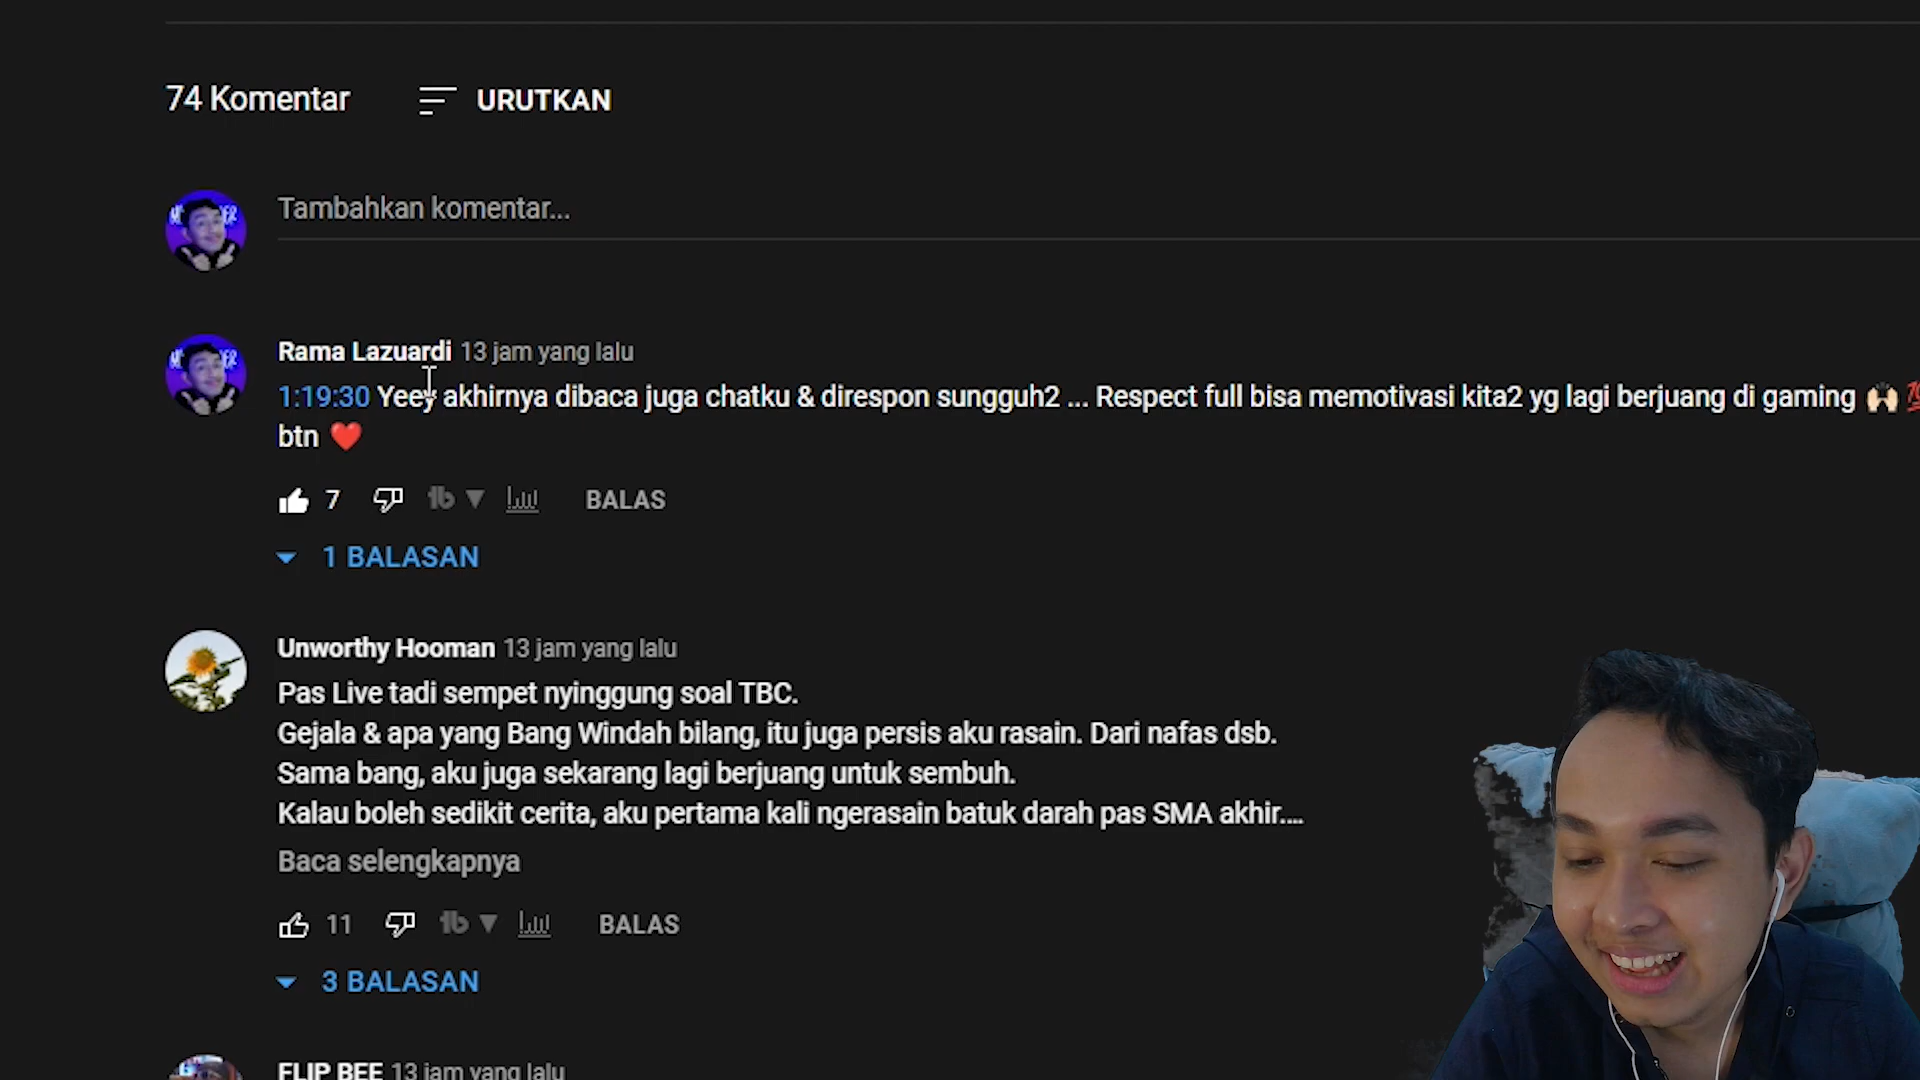 74 Komentar
URUTKAN
Tambahkan komentar...
Rama Lazuardi 13 jam yang lalu
1:19:30 Yeey akhirnya dibaca juga chatku & direspon sungguh2 ... Respect full bisa memotivasi kita2 yg lagi berjuang di gaming 🙌🏻
btn ❤️
7
BALAS
1 BALASAN
Unworthy Hooman 13 jam yang lalu
Pas Live tadi sempet nyinggung soal TBC.
Gejala & apa yang Bang Windah bilang, itu juga persis aku rasain. Dari nafas dsb.
Sama bang, aku juga sekarang lagi berjuang untuk sembuh.
Kalau boleh sedikit cerita, aku pertama kali ngerasain batuk darah pas SMA akhir....
Baca selengkapnya
11
BALAS
3 BALASAN
FLIP BEE 13 jam yang lalu